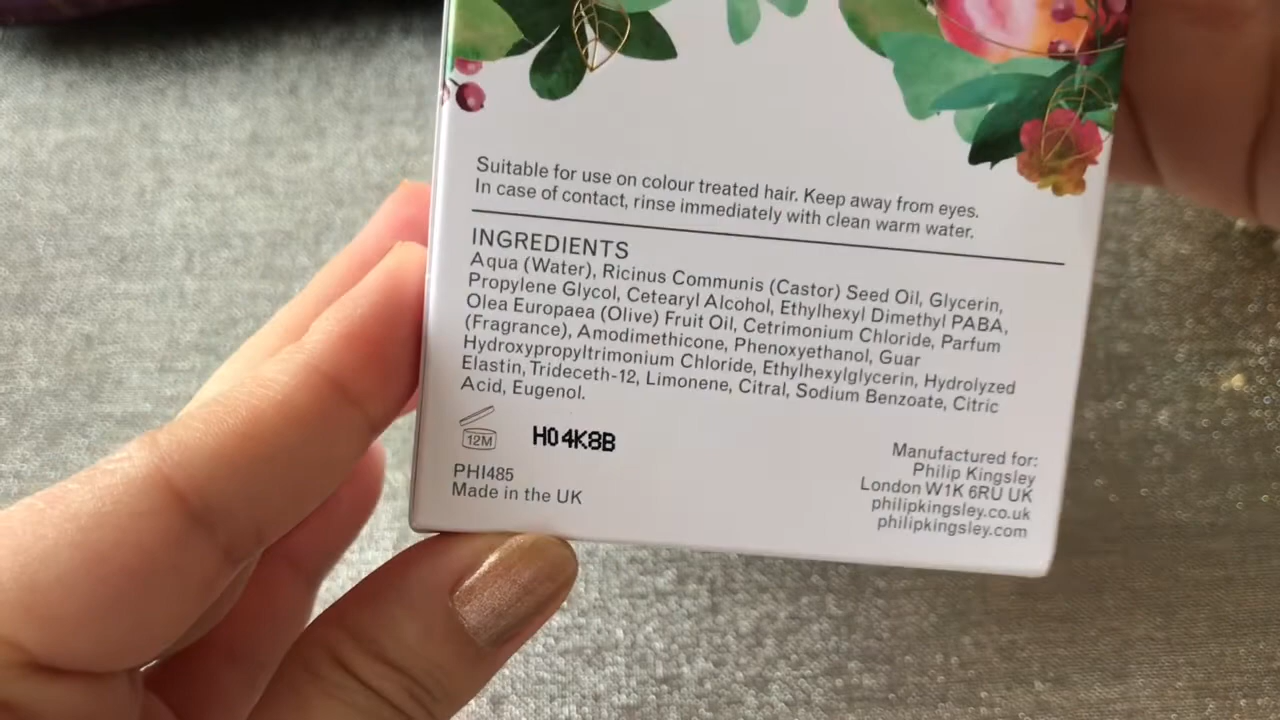 Suitable for use on colour treated hair. Keep away from eyes.
In case of contact, rinse immediately with clean warm water.
INGREDIENTS
Aqua (Water), Ricinus Communis (Castor) Seed Oil, Glycerin,
Propylene Glycol, Cetearyl Alcohol, Ethylhexyl Dimethyl PABA,
Olea Europaea (Olive) Fruit Oil, Cetrimonium Chloride, Parfum
(Fragrance), Amodimethicone, Phenoxyethanol, Guar
Hydroxypropyltrimonium Chloride, Ethylhexylglycerin, Hydrolyzed
Elastin, Trideceth-12, Limonene, Citral, Sodium Benzoate, Citric
Acid, Eugenol.
12M
H04K8B
PHI485
Made in the UK
Manufactured for:
Philip Kingsley
London W1K 6RU UK
philipkingsley.co.uk
philipkingsley.com